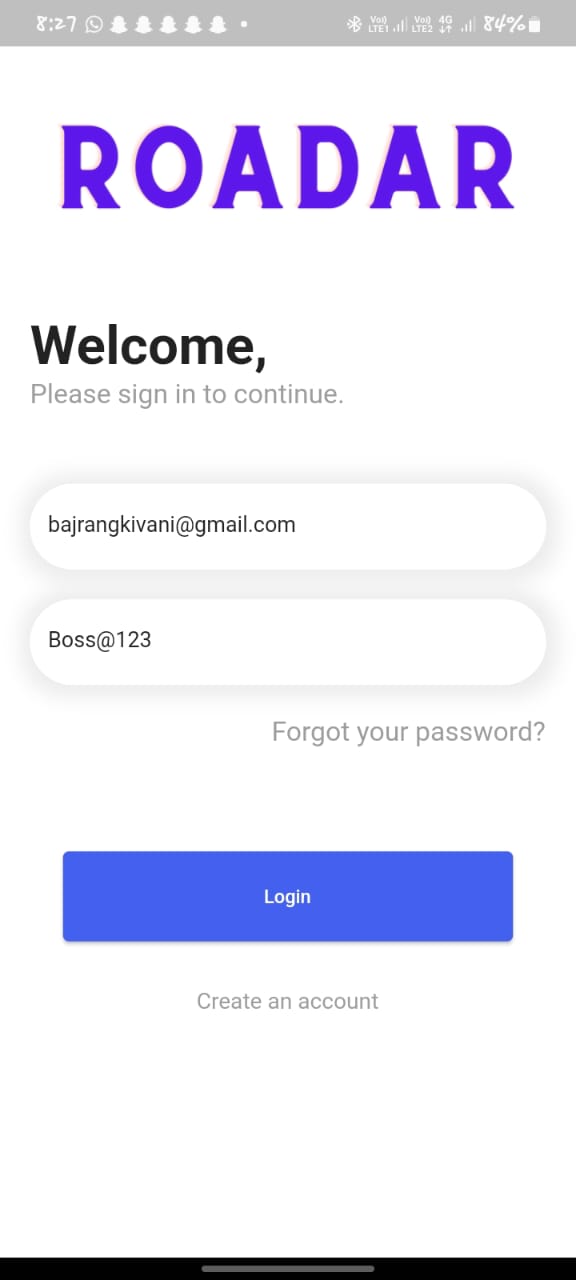 8:27 Vo) LTE1 Vo) LTE2 4G 84%
ROADAR
Welcome,
Please sign in to continue.
bajrangkivani@gmail.com
Boss@123
Forgot your password?
Login
Create an account